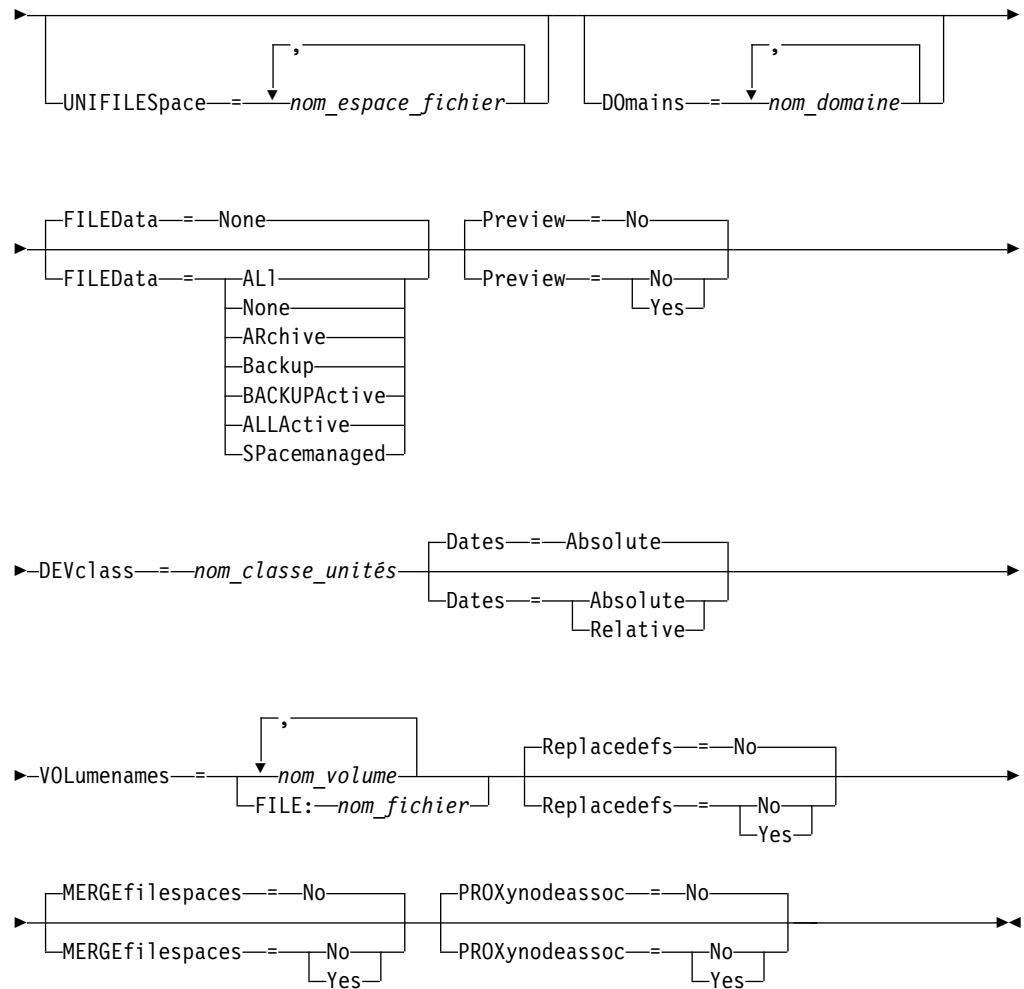 ,
,
UNIFILESpace = nom_espace_fichier
DOmains = nom_domaine
FILEData = None
Preview = No
FILEData = ALl
Preview = No
None
Yes
ARchive
Backup
BACKUPActive
ALLActive
SPacemanaged
Dates = Absolute
DEVclass = nom_classe_unités
Dates = Absolute
Relative
,
Replacedefs = No
VOLumenames = nom_volume
FILE: nom_fichier
Replacedefs = No
Yes
MERGEfilespaces = No
PROXynodeassoc = No
MERGEfilespaces = No
PROXynodeassoc = No
Yes
Yes